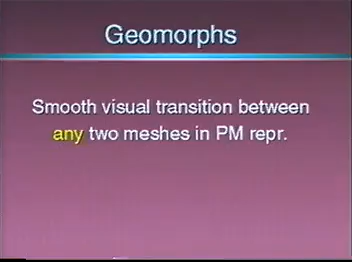 Geomorphs
Smooth visual transition between
any two meshes in PM repr.